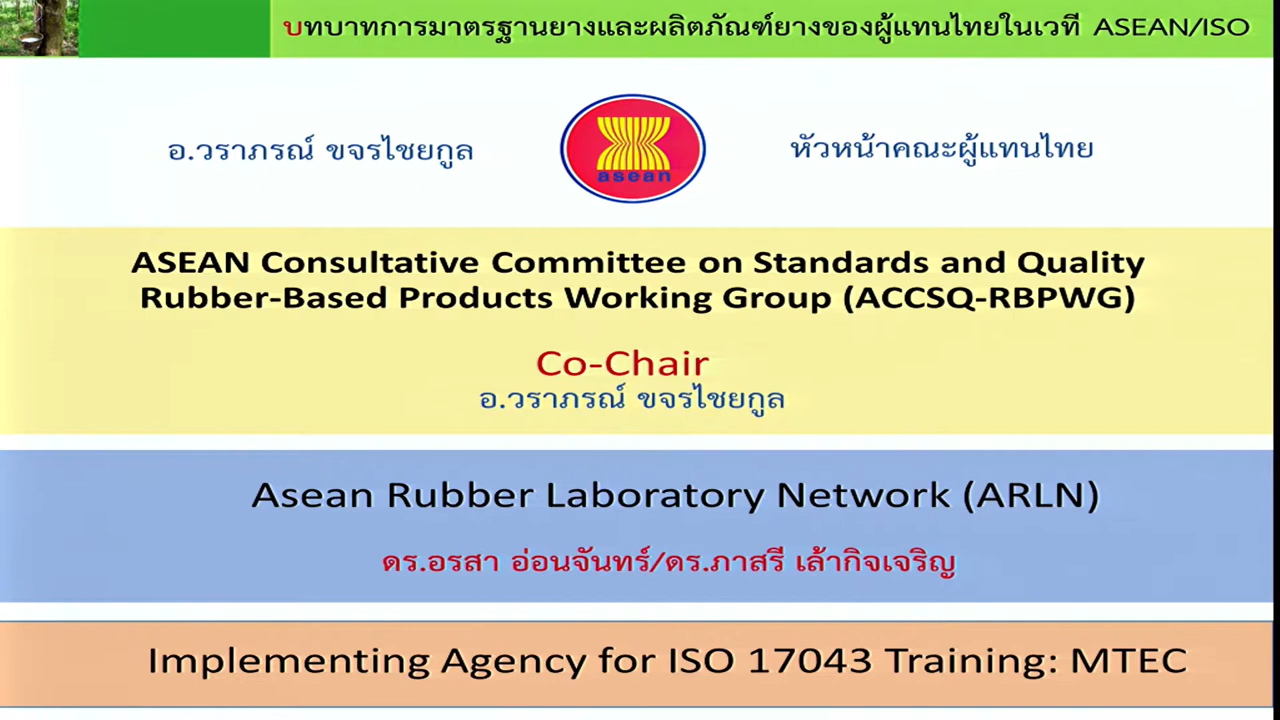 บทบาทการมาตรฐานยางและผลิตภัณฑ์ยางของผู้แทนไทยในเวที ASEAN/ISO
อ.วราภรณ์ ขจรไชยกูล
asean
หัวหน้าคณะผู้แทนไทย
ASEAN Consultative Committee on Standards and Quality
Rubber-Based Products Working Group (ACCSQ-RBPWG)
Co-Chair
อ.วราภรณ์ ขจรไชยกูล
Asean Rubber Laboratory Network (ARLN)
ดร.อรสา อ่อนจันทร์/ดร.ภาสรี เล้ากิจเจริญ
Implementing Agency for ISO 17043 Training: MTEC